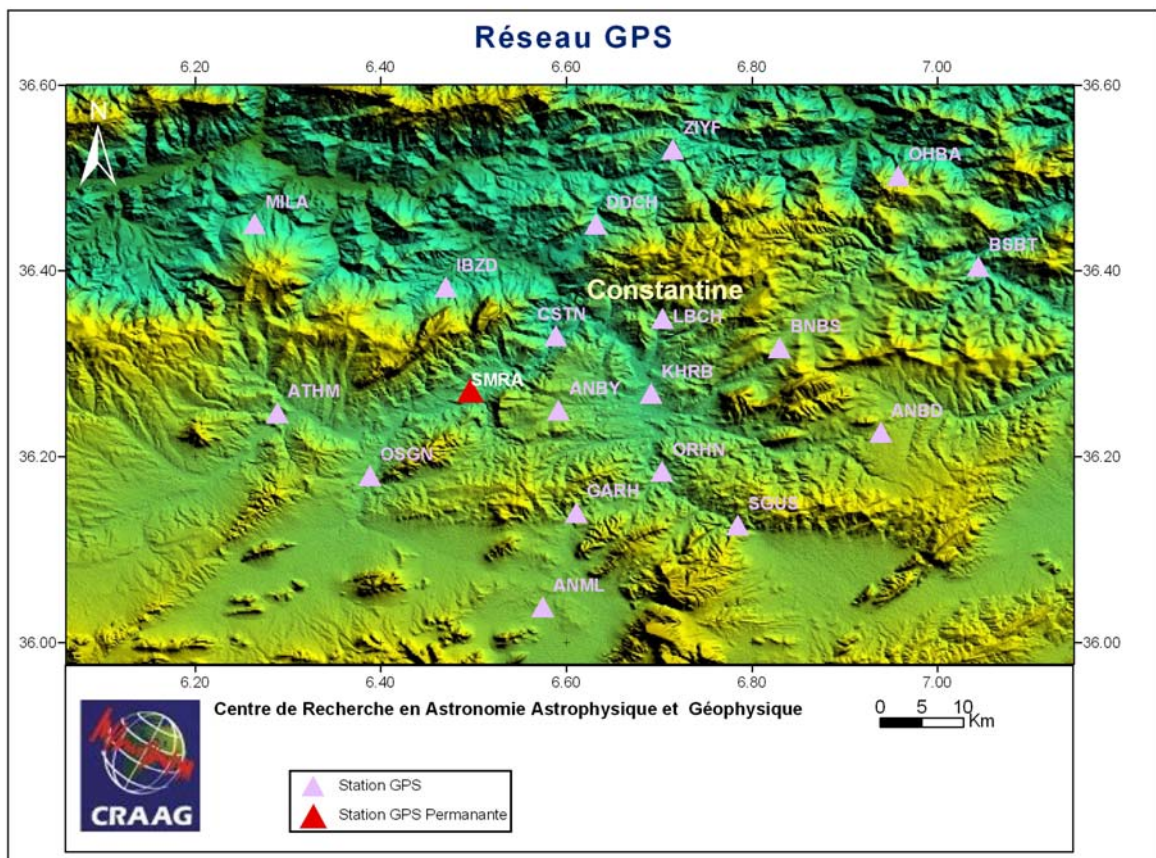 Réseau GPS
6.20 6.40 6.60 6.80 7.00
36.60 36.60
N
ZIYF
OHBA
MILA
DDCH
BSBT
IBZD
36.40 36.40
Constantine
CSTN
LBCH
BNBS
KHRB
SMRA
ANBY
ATHM
ANBD
36.20 36.20
OSGN
ORHN
GARH
SGUS
ANML
36.00 36.00
6.20 6.40 6.60 6.80 7.00
Centre de Recherche en Astronomie Astrophysique et Géophysique
0 5 10
Km
CRAAG
Station GPS
Station GPS Permanante